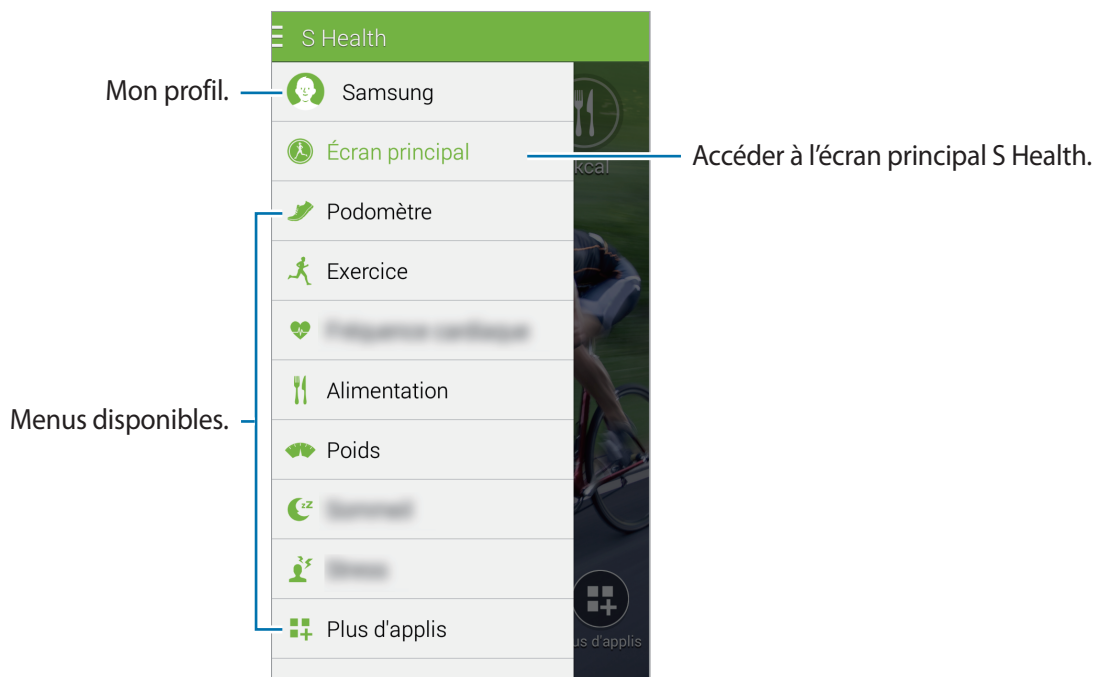 S Health
Mon profil.
Samsung
Écran principal
Accéder à l'écran principal S Health.
kcal
Podomètre
Exercice
Alimentation
Menus disponibles.
Poids
Plus d'applis
us d'applis